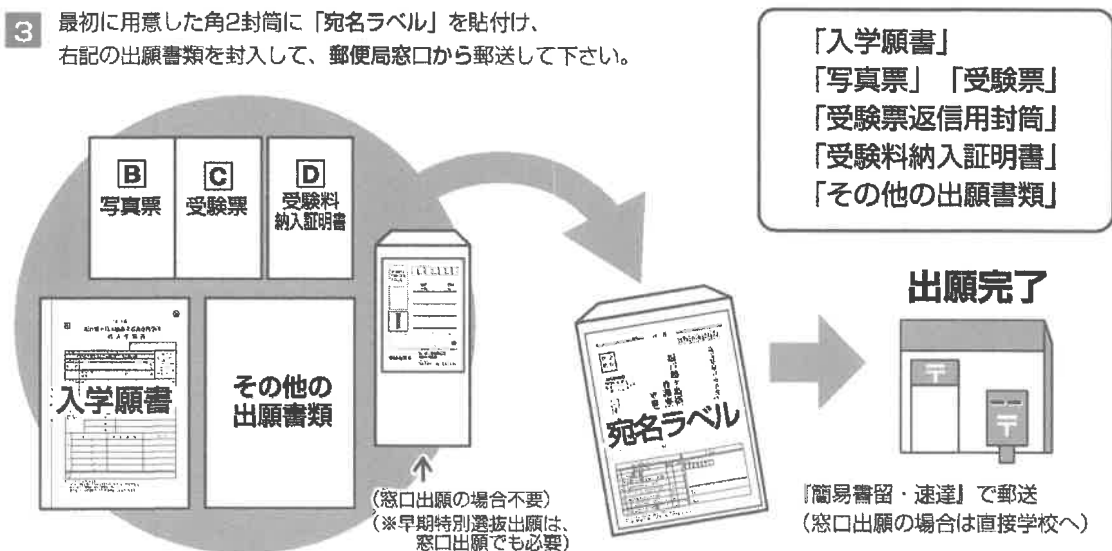 3 最初に用意した角2封筒に「宛名ラベル」を貼付け、
右記の出願書類を封入して、郵便局窓口から郵送して下さい。
「入学願書」
「写真票」「受験票」
「受験票返信用封筒」
「受験料納入証明書」
「その他の出願書類」
B
写真票
C
受験票
D
受験料
納入証明書
入学願書
その他の
出願書類
(窓口出願の場合不要)
(※早期特別選抜出願は、
窓口出願でも必要)
宛名ラベル
出願完了
〒
〒
『簡易書留・速達』で郵送
(窓口出願の場合は直接学校へ)